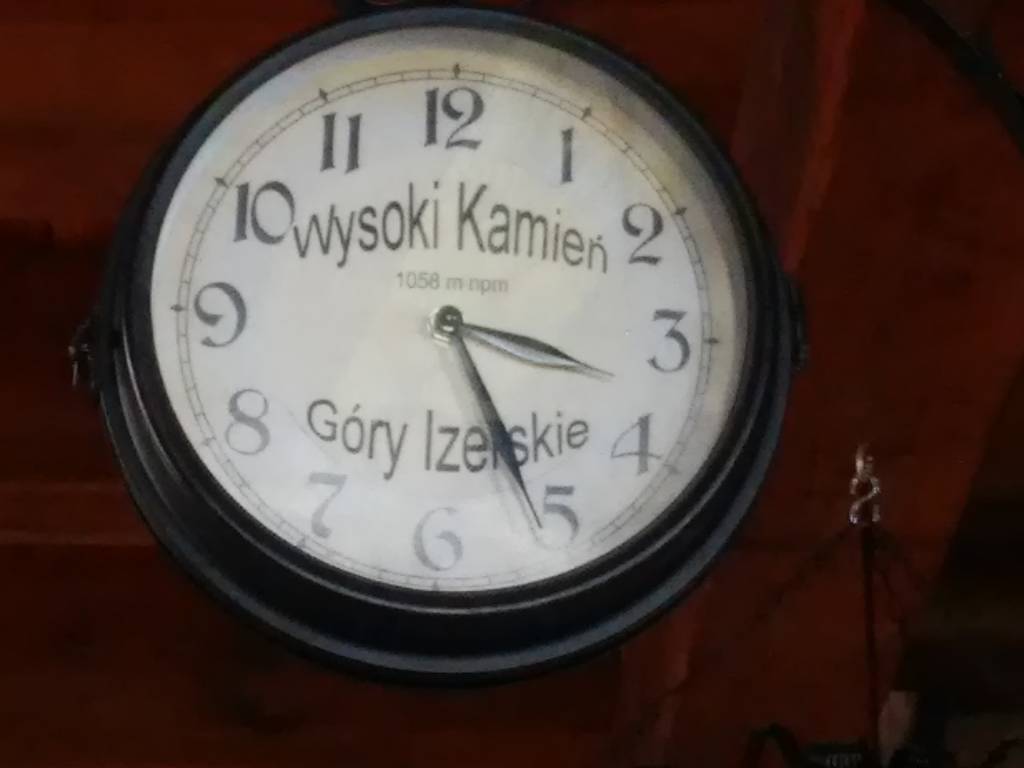 12
11 1
10 2
Wysoki Kamień
1058 m npm
9 3
Góry Izerskie
8 4
7 5
6